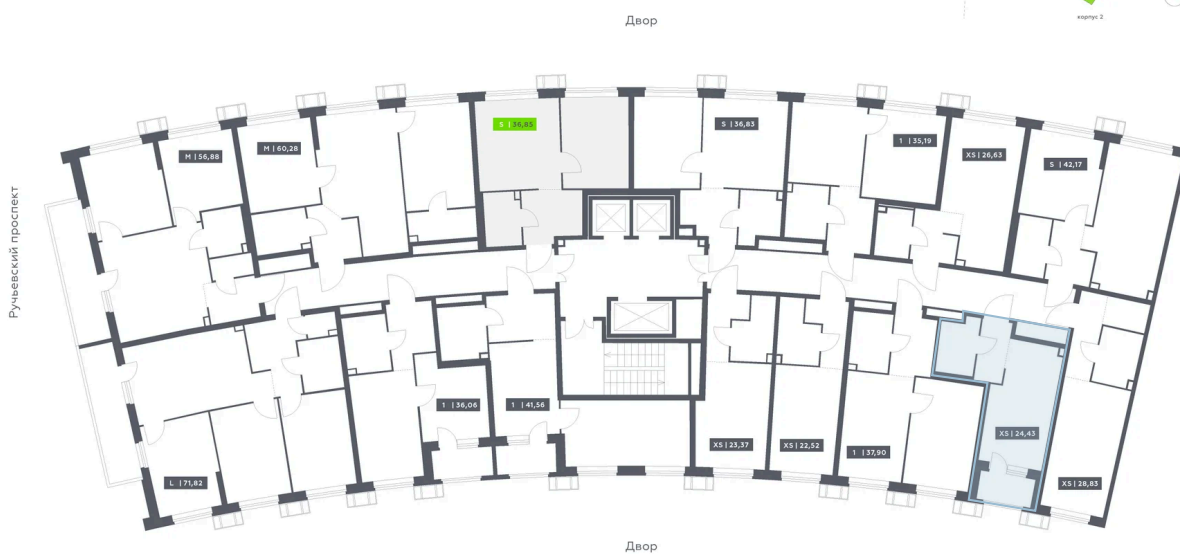 корпус 2
Двор
S | 36,85
S | 36,83
1 | 35,19
M | 60,28
M | 56,88
XS | 26,63
S | 42,17
Ручьевский проспект
1 | 36,06
1 | 41,56
XS | 23,37
XS | 22,52
1 | 37,90
XS | 24,43
L | 71,82
XS | 28,83
Двор